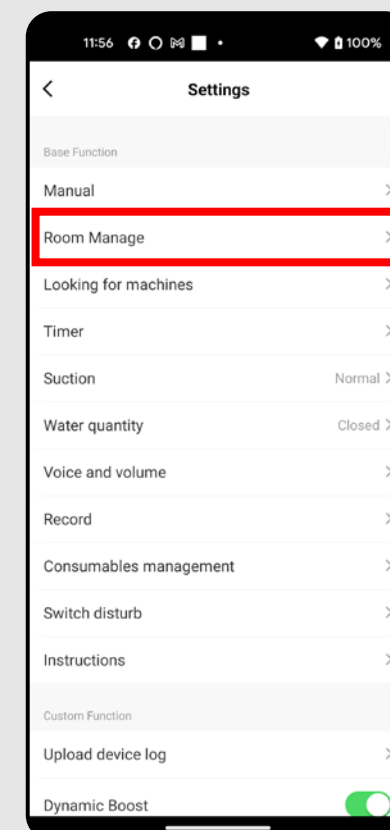 11:56 100%
Settings
Base Function
Manual
Room Manage
Looking for machines
Timer
Suction Normal
Water quantity Closed
Voice and volume
Record
Consumables management
Switch disturb
Instructions
Custom Function
Upload device log
Dynamic Boost